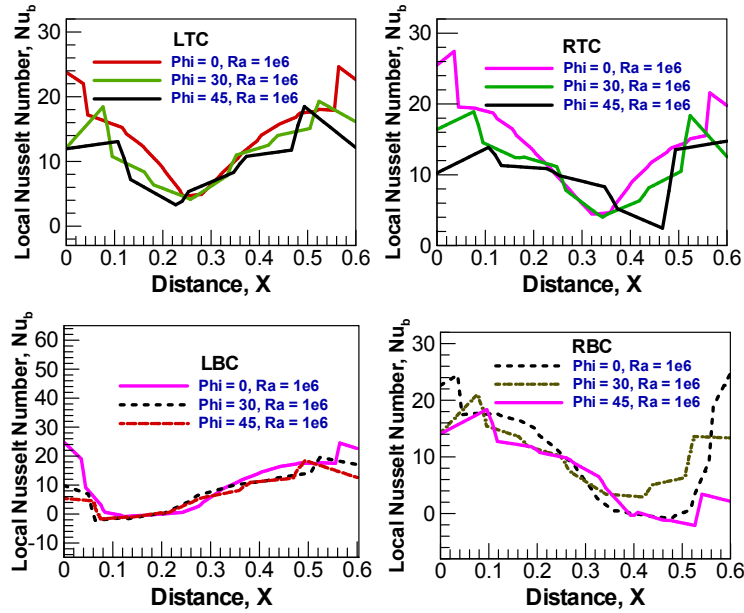 Local Nusselt Number, Nu_b
30
20
10
0
LTC
Phi = 0, Ra = 1e6
Phi = 30, Ra = 1e6
Phi = 45, Ra = 1e6
0 0.1 0.2 0.3 0.4 0.5 0.6
Distance, X
Local Nusselt Number, Nu_b
32
28
24
20
16
12
8
4
0
RTC
Phi = 0, Ra = 1e6
Phi = 30, Ra = 1e6
Phi = 45, Ra = 1e6
0 0.1 0.2 0.3 0.4 0.5 0.6
Distance, X
Local Nusselt Number, Nu_b
60
50
40
30
20
10
0
-10
LBC
Phi = 0, Ra = 1e6
Phi = 30, Ra = 1e6
Phi = 45, Ra = 1e6
0 0.1 0.2 0.3 0.4 0.5 0.6
Distance, X
Local Nusselt Number, Nu_b
30
20
10
0
RBC
Phi = 0, Ra = 1e6
Phi = 30, Ra = 1e6
Phi = 45, Ra = 1e6
0 0.1 0.2 0.3 0.4 0.5 0.6
Distance, X